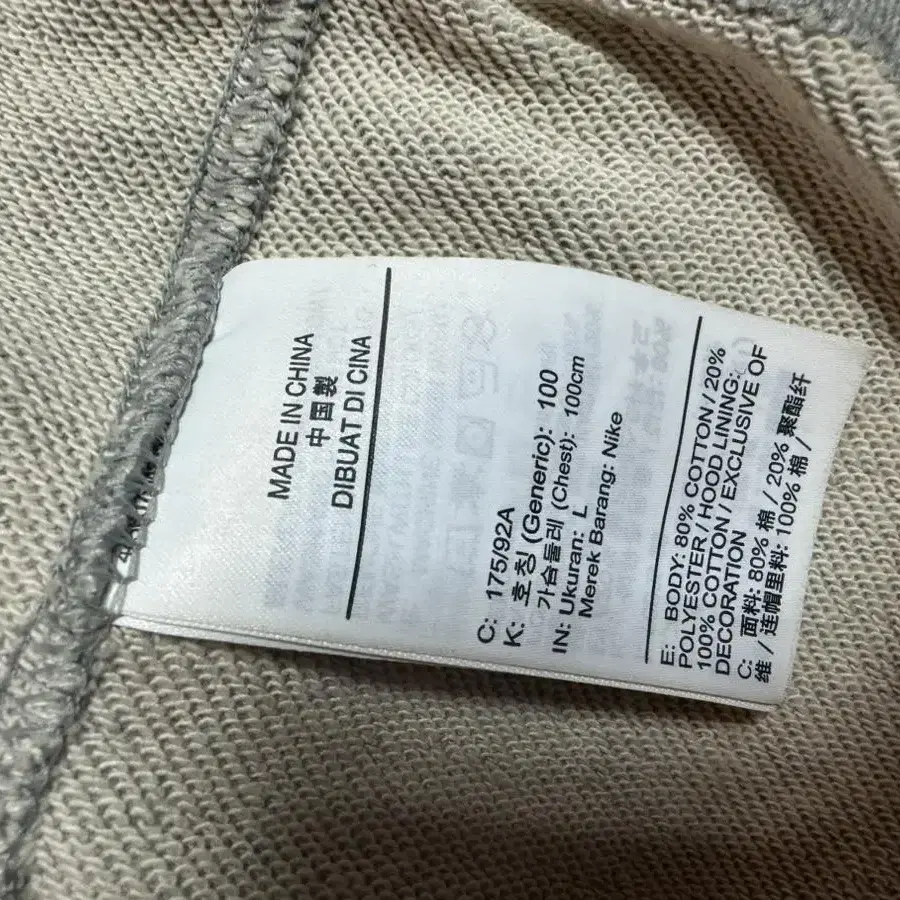 MADE IN CHINA
中国製
DIBUAT DI CINA
C: 175/92A
K: 호칭 (Generic): 100
가슴둘레 (Chest): 100cm
IN: Ukuran: L
Merek Barang: Nike
E: BODY: 80% COTTON / 20%
POLYESTER / HOOD LINING:
100% COTTON / EXCLUSIVE OF
DECORATION
C: 面料: 80% 棉 / 20% 聚酯纤
维 / 连帽里料: 100% 棉 /